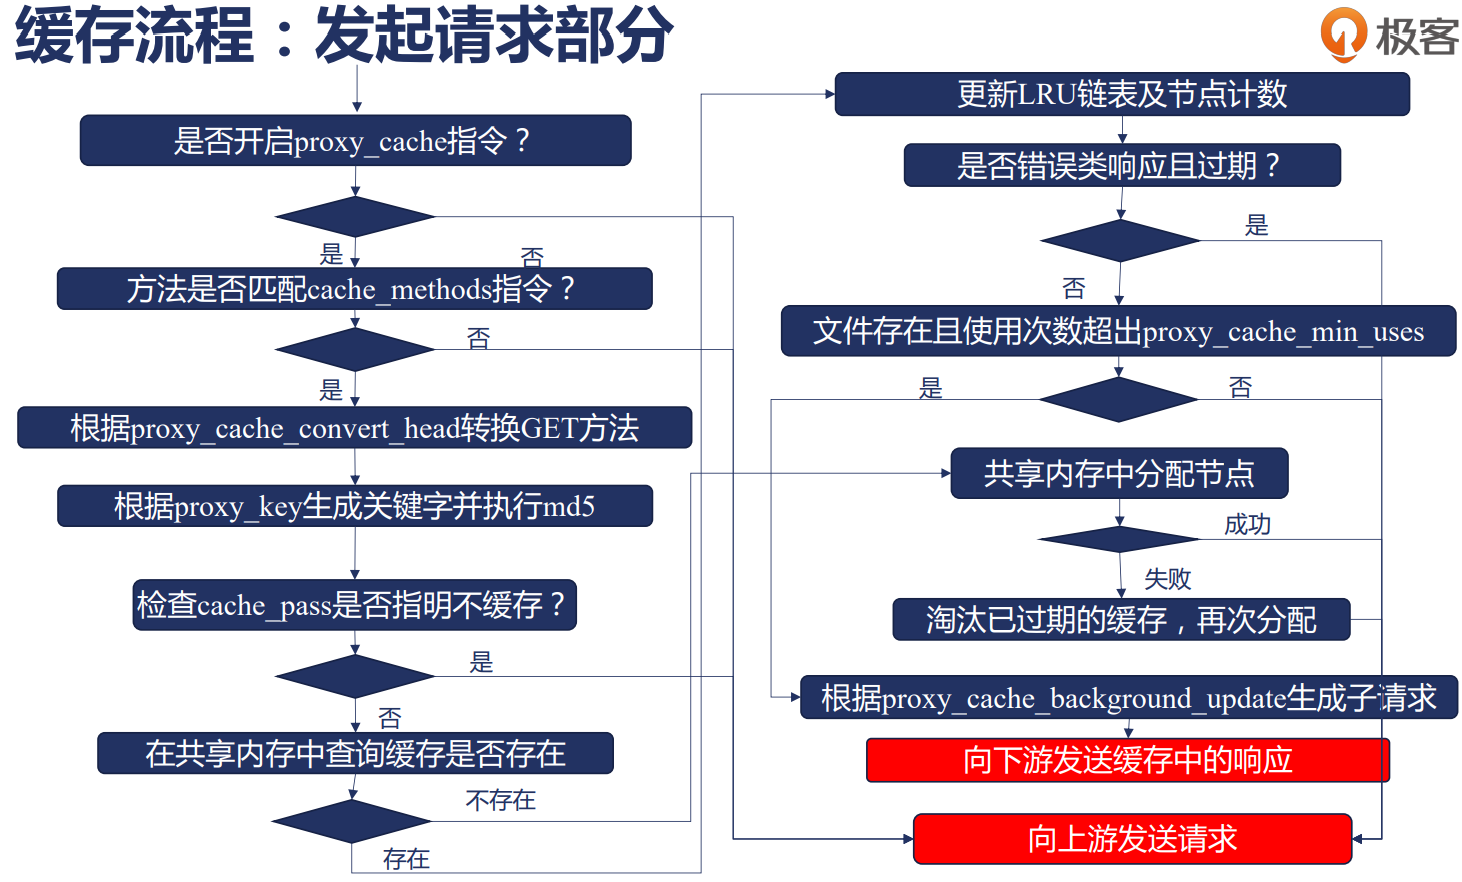 缓存流程：发起请求部分
极客
是否开启proxy_cache指令？
是
否
方法是否匹配cache_methods指令？
否
是
根据proxy_cache_convert_head转换GET方法
根据proxy_key生成关键字并执行md5
检查cache_pass是否指明不缓存？
是
否
在共享内存中查询缓存是否存在
不存在
存在
更新LRU链表及节点计数
是否错误类响应且过期？
是
否
文件存在且使用次数超出proxy_cache_min_uses
是
否
共享内存中分配节点
成功
失败
淘汰已过期的缓存，再次分配
根据proxy_cache_background_update生成子请求
向下游发送缓存中的响应
向上游发送请求